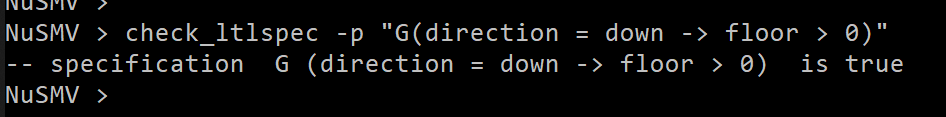 NuSMV >
NuSMV > check_ltlspec -p "G(direction = down -> floor > 0)"
-- specification  G (direction = down -> floor > 0)  is true
NuSMV >